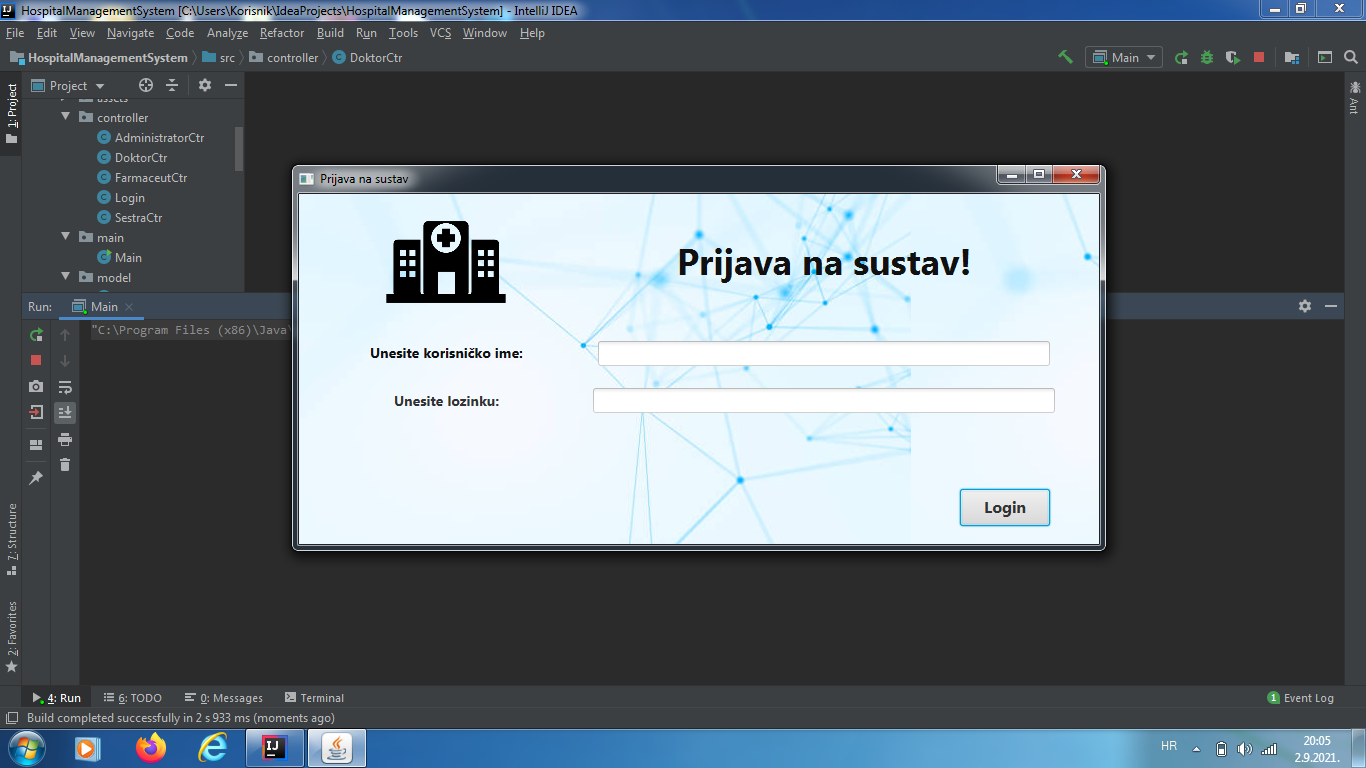 HospitalManagementSystem [C:\Users\Korisnik\IdeaProjects\HospitalManagementSystem] - IntelliJ IDEA
File Edit View Navigate Code Analyze Refactor Build Run Tools VCS Window Help
HospitalManagementSystem src controller DoktorCtr
Main
1: Project
Project
assets
controller
AdministratorCtr
DoktorCtr
FarmaceutCtr
Login
SestraCtr
main
Main
model
Ant
Run: Main
"C:\Program Files (x86)\Java\
Prijava na sustav
Prijava na sustav!
Unesite korisničko ime:
Unesite lozinku:
Login
7: Structure
2: Favorites
4: Run 6: TODO 0: Messages Terminal
1 Event Log
Build completed successfully in 2 s 933 ms (moments ago)
HR
20:05
2.9.2021.